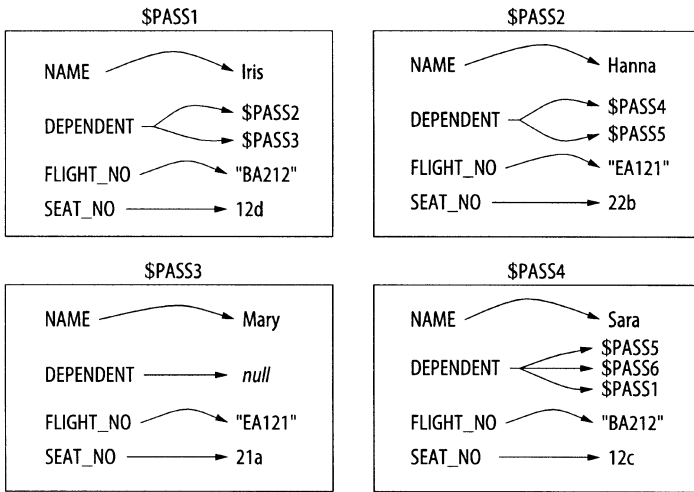 $PASS1
NAME Iris
DEPENDENT $PASS2
$PASS3
FLIGHT_NO "BA212"
SEAT_NO 12d
$PASS2
NAME Hanna
DEPENDENT $PASS4
$PASS5
FLIGHT_NO "EA121"
SEAT_NO 22b
$PASS3
NAME Mary
DEPENDENT null
FLIGHT_NO "EA121"
SEAT_NO 21a
$PASS4
NAME Sara
DEPENDENT $PASS5
$PASS6
$PASS1
FLIGHT_NO "BA212"
SEAT_NO 12c